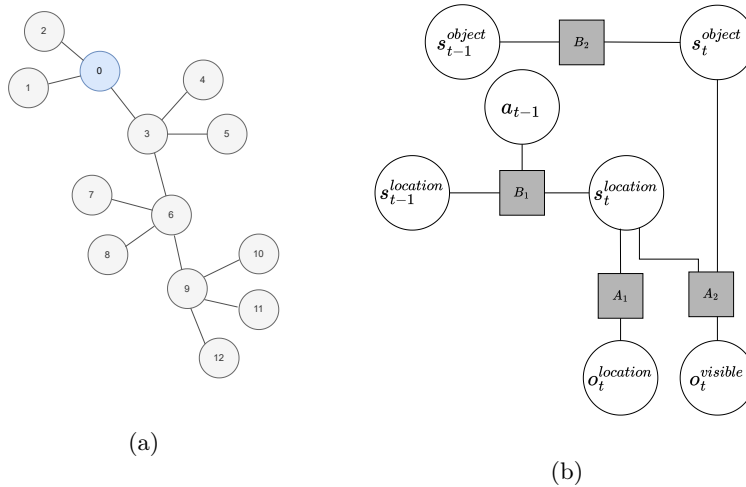 2
0
1
4
3
5
7
6
8
10
9
11
12
(a)
s_{t-1}^{object}
B_2
s_t^{object}
a_{t-1}
s_{t-1}^{location}
B_1
s_t^{location}
A_1
A_2
o_t^{location}
o_t^{visible}
(b)